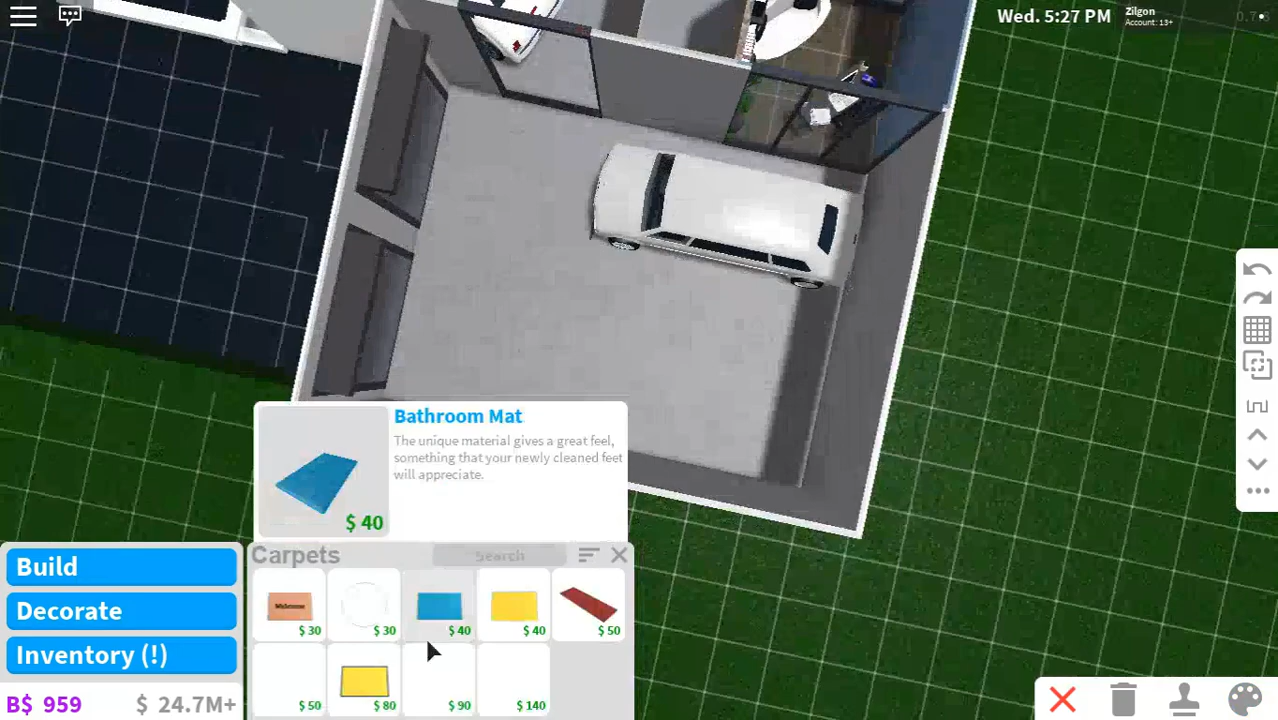 Wed. 5:27 PM
Zilgon
Account: 13+
Bathroom Mat
The unique material gives a great feel,
something that your newly cleaned feet
will appreciate.
$ 40
Build
Decorate
Inventory (!)
B$ 959
$ 24.7M+
Carpets
Search
Welcome
$ 30
$ 30
$ 40
$ 40
$ 50
$ 50
$ 80
$ 90
$ 140